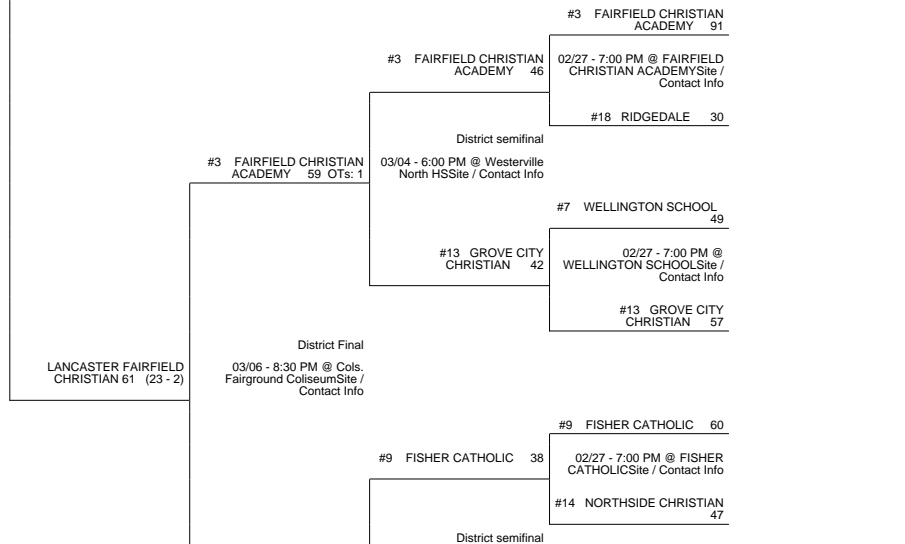 #3 FAIRFIELD CHRISTIAN
ACADEMY 91
02/27 - 7:00 PM @ FAIRFIELD
CHRISTIAN ACADEMYSite /
Contact Info
#18 RIDGEDALE 30
#3 FAIRFIELD CHRISTIAN
ACADEMY 46
District semifinal
03/04 - 6:00 PM @ Westerville
North HSSite / Contact Info
#3 FAIRFIELD CHRISTIAN
ACADEMY 59 OTs: 1
#7 WELLINGTON SCHOOL
49
02/27 - 7:00 PM @
WELLINGTON SCHOOLSite /
Contact Info
#13 GROVE CITY
CHRISTIAN 57
#13 GROVE CITY
CHRISTIAN 42
District Final
03/06 - 8:30 PM @ Cols.
Fairground ColiseumSite /
Contact Info
LANCASTER FAIRFIELD
CHRISTIAN 61 (23 - 2)
#9 FISHER CATHOLIC 60
02/27 - 7:00 PM @ FISHER
CATHOLICSite / Contact Info
#14 NORTHSIDE CHRISTIAN
47
#9 FISHER CATHOLIC 38
District semifinal